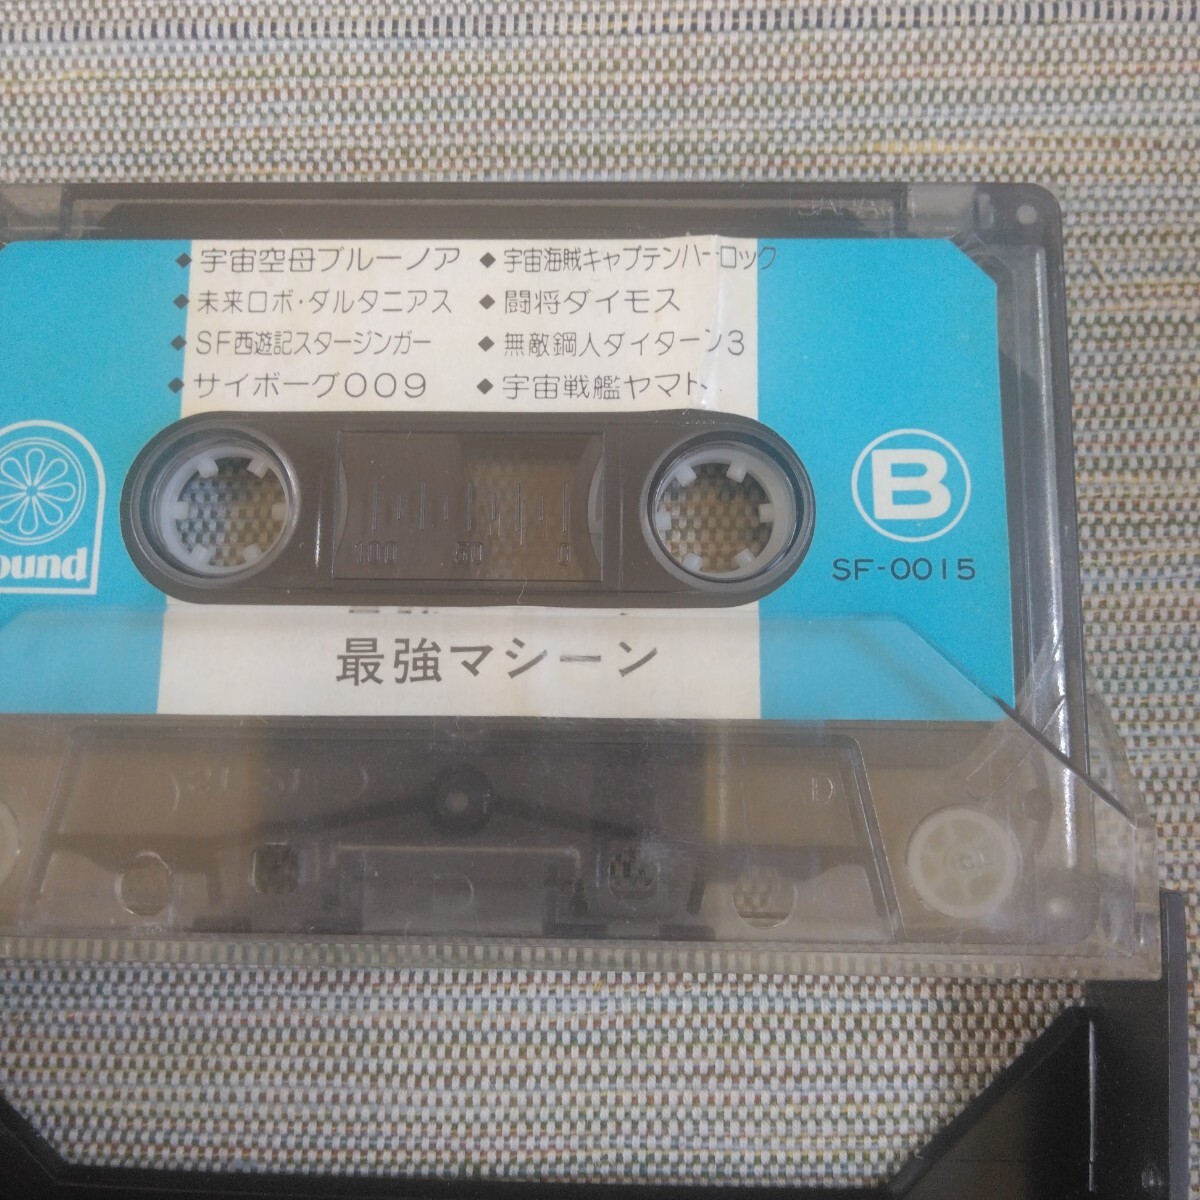 ◆宇宙空母ブルーノア ◆宇宙海賊キャプテンハーロック
◆未来ロボ・ダルタニアス ◆闘将ダイモス
◆SF西遊記スタージンガー ◆無敵鋼人ダイターン3
◆サイボーグ009 ◆宇宙戦艦ヤマト
B
SF-0015
ound
100 50 0
最強マシーン